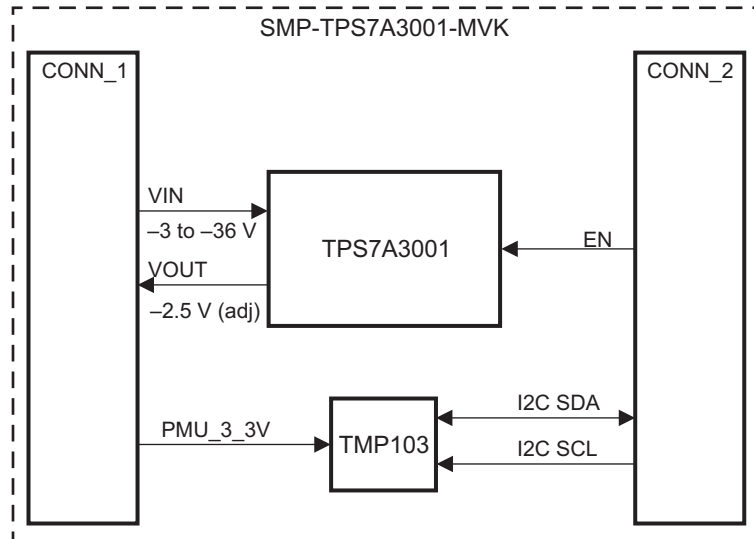 SMP-TPS7A3001-MVK
CONN_1
CONN_2
VIN
–3 to –36 V
TPS7A3001
EN
VOUT
–2.5 V (adj)
I2C SDA
PMU_3_3V
TMP103
I2C SCL